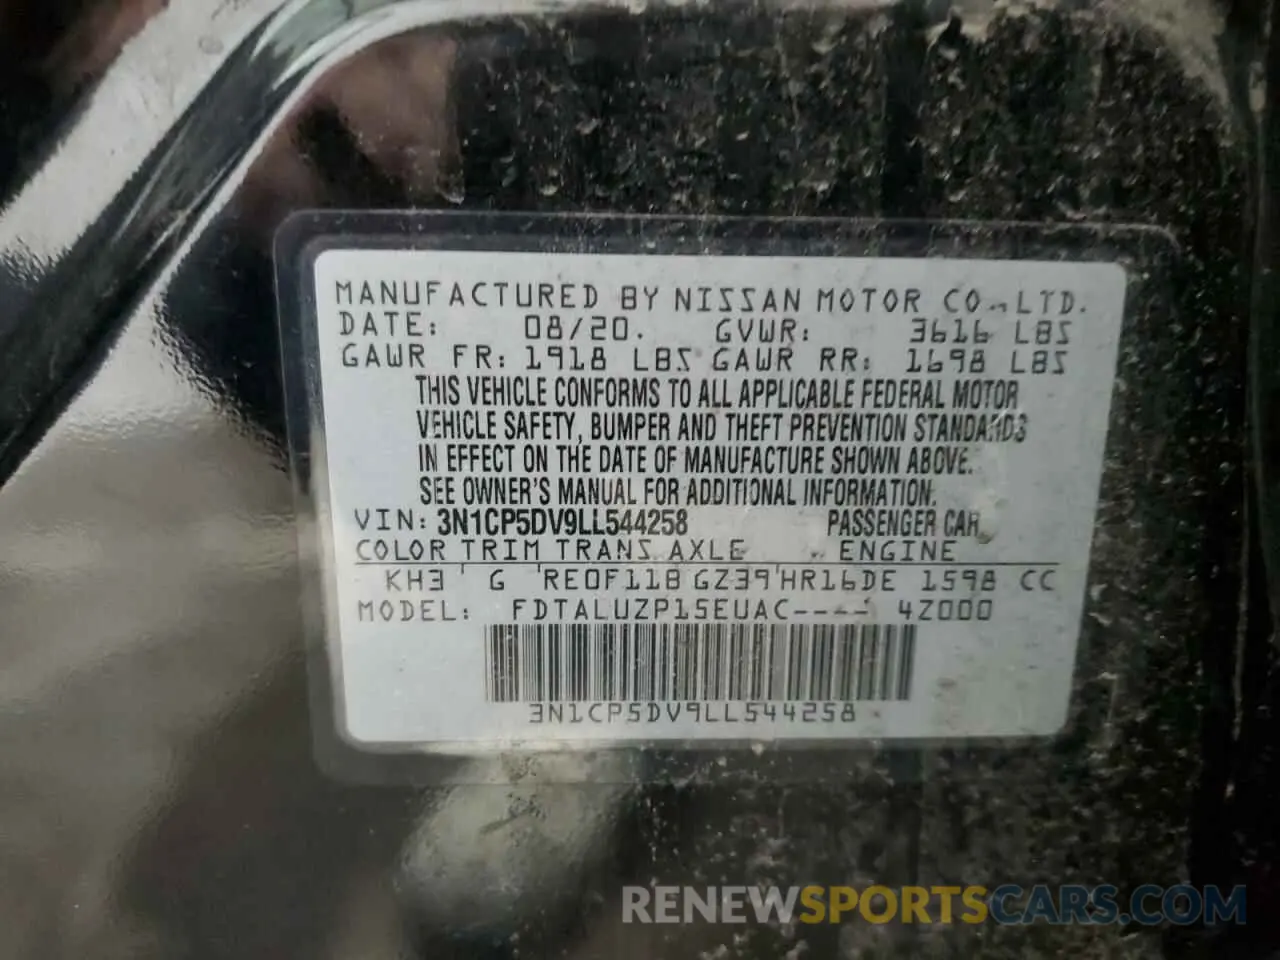 MANUFACTURED BY NISSAN MOTOR CO.,LTD.
DATE: 08/20. GVWR: 3616 LBS
GAWR FR: 1918 LBS GAWR RR: 1698 LBS
THIS VEHICLE CONFORMS TO ALL APPLICABLE FEDERAL MOTOR
VEHICLE SAFETY, BUMPER AND THEFT PREVENTION STANDARDS
IN EFFECT ON THE DATE OF MANUFACTURE SHOWN ABOVE.
SEE OWNER'S MANUAL FOR ADDITIONAL INFORMATION.
VIN: 3N1CP5DV9LL544258 PASSENGER CAR
COLOR TRIM TRANS. AXLE ENGINE
KH3 G RE0F11B GZ39 HR16DE 1598 CC
MODEL: FDTALUZP15EUAC---- 4Z000
3N1CP5DV9LL544258
RENEWSPORTSCARS.COM